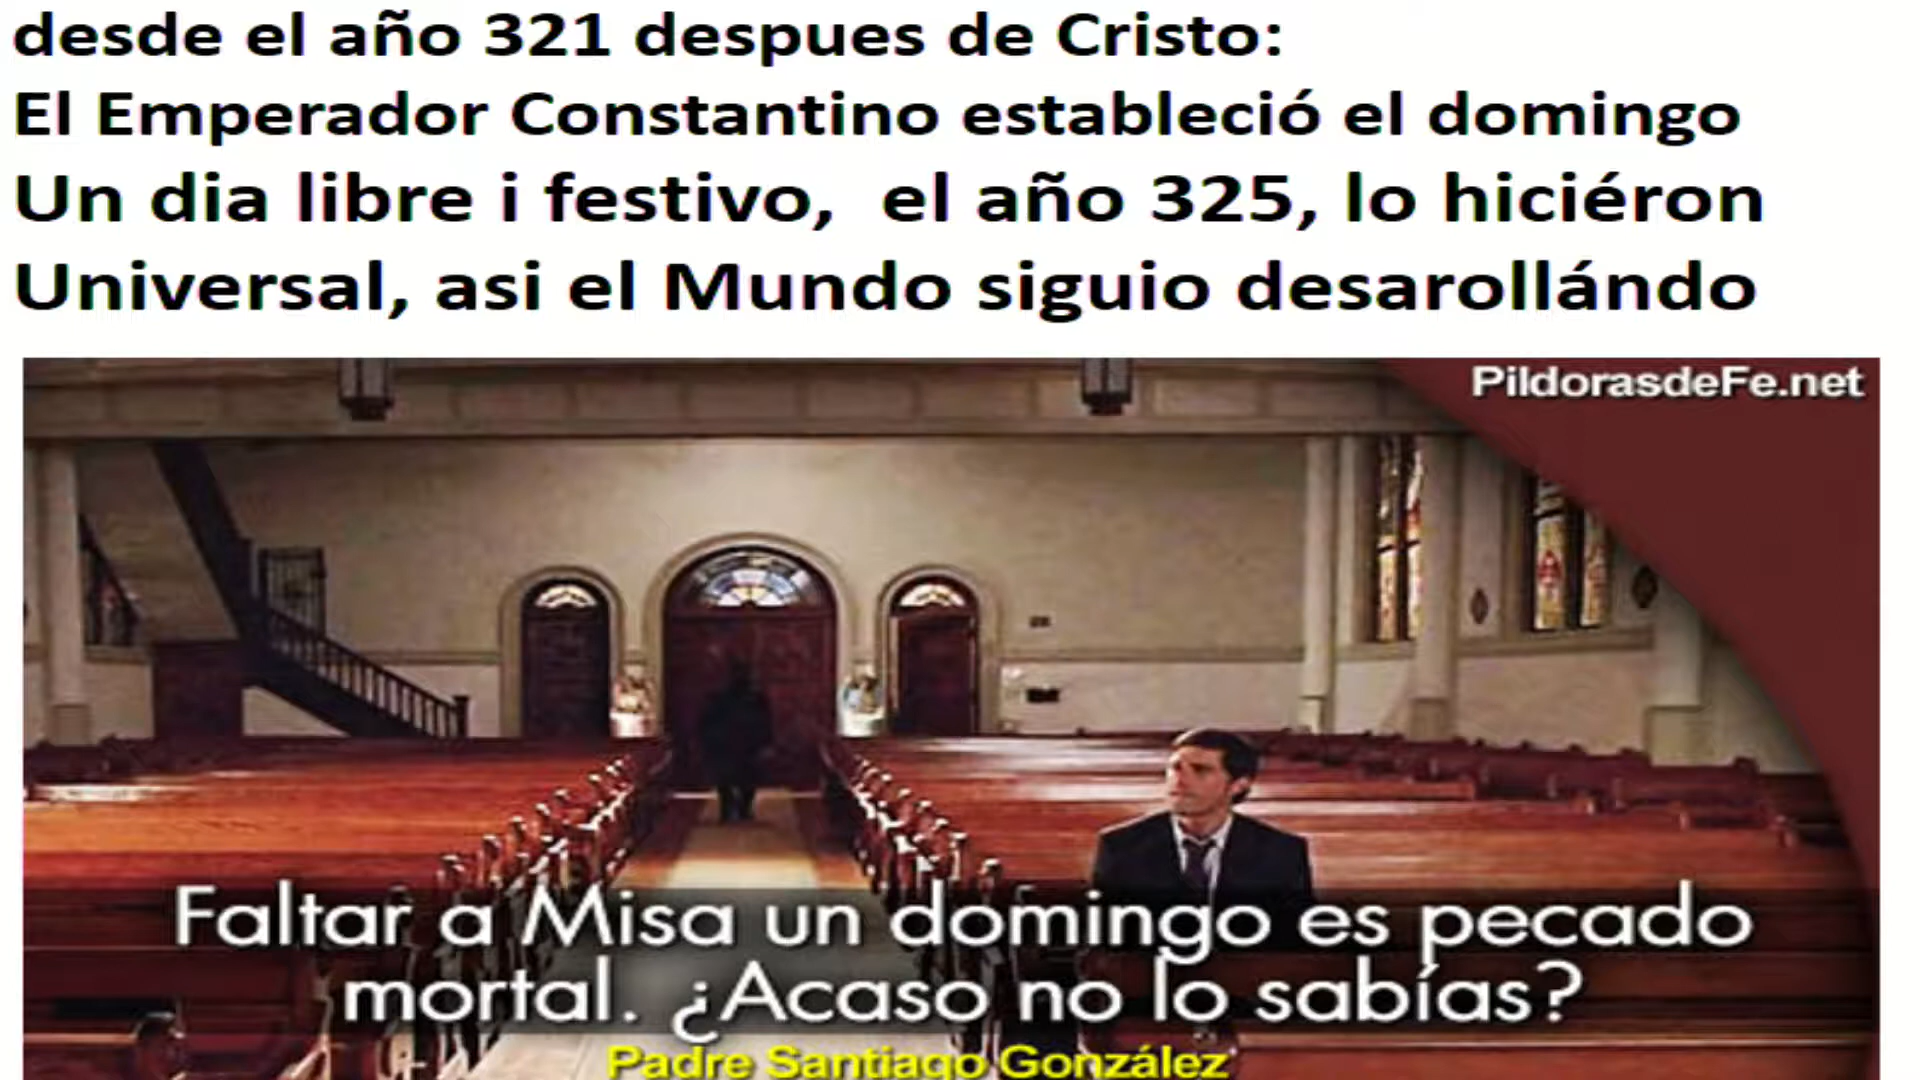 desde el año 321 despues de Cristo:
El Emperador Constantino estableció el domingo
Un dia libre i festivo, el año 325, lo hiciéron
Universal, asi el Mundo siguio desarollándo
PildorasdeFe.net
Faltar a Misa un domingo es pecado
mortal. ¿Acaso no lo sabías?
Padre Santiago González